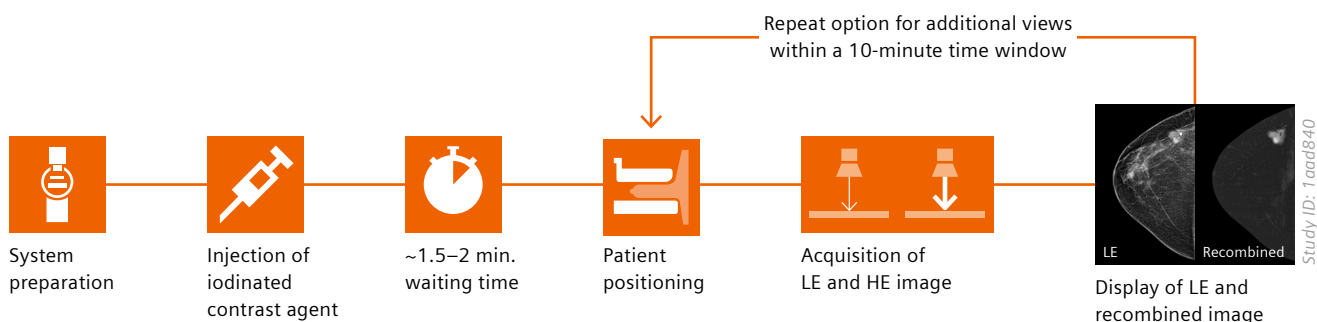 Repeat option for additional views
within a 10-minute time window
System
preparation
Injection of
iodinated
contrast agent
~1.5–2 min.
waiting time
Patient
positioning
Acquisition of
LE and HE image
LE
Recombined
Display of LE and
recombined image
Study ID: 1aad840